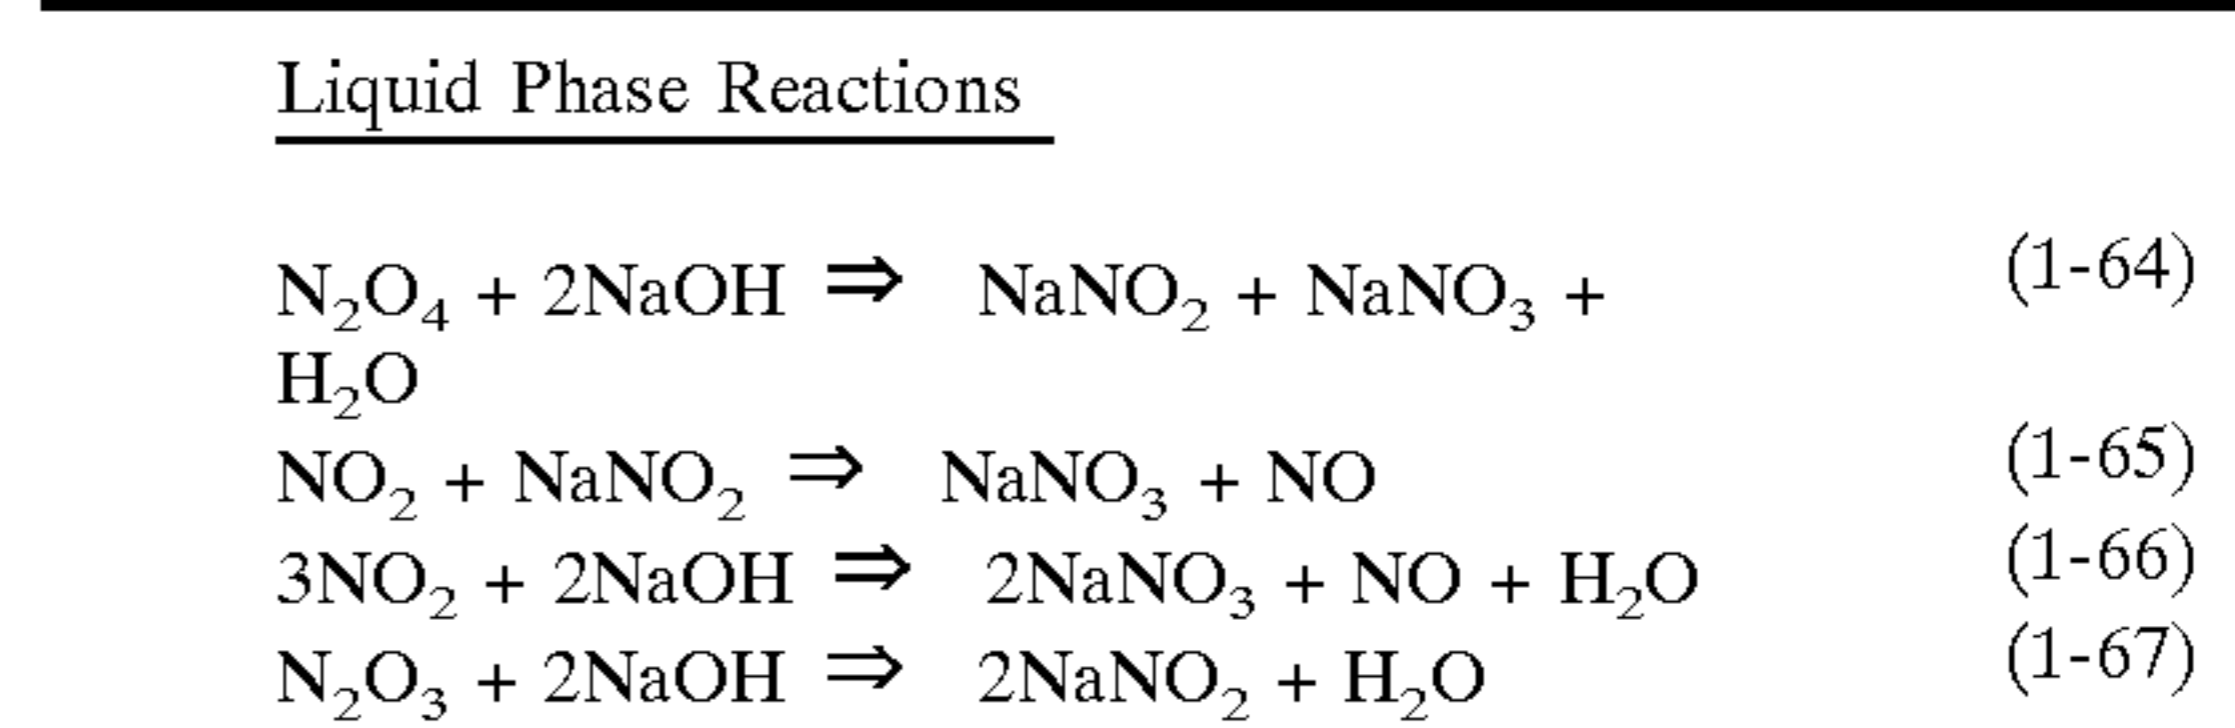 Liquid Phase Reactions
N₂O₄ + 2NaOH ⇒ NaNO₂ + NaNO₃ + (1-64)
H₂O
NO₂ + NaNO₂ ⇒ NaNO₃ + NO (1-65)
3NO₂ + 2NaOH ⇒ 2NaNO₃ + NO + H₂O (1-66)
N₂O₃ + 2NaOH ⇒ 2NaNO₂ + H₂O (1-67)